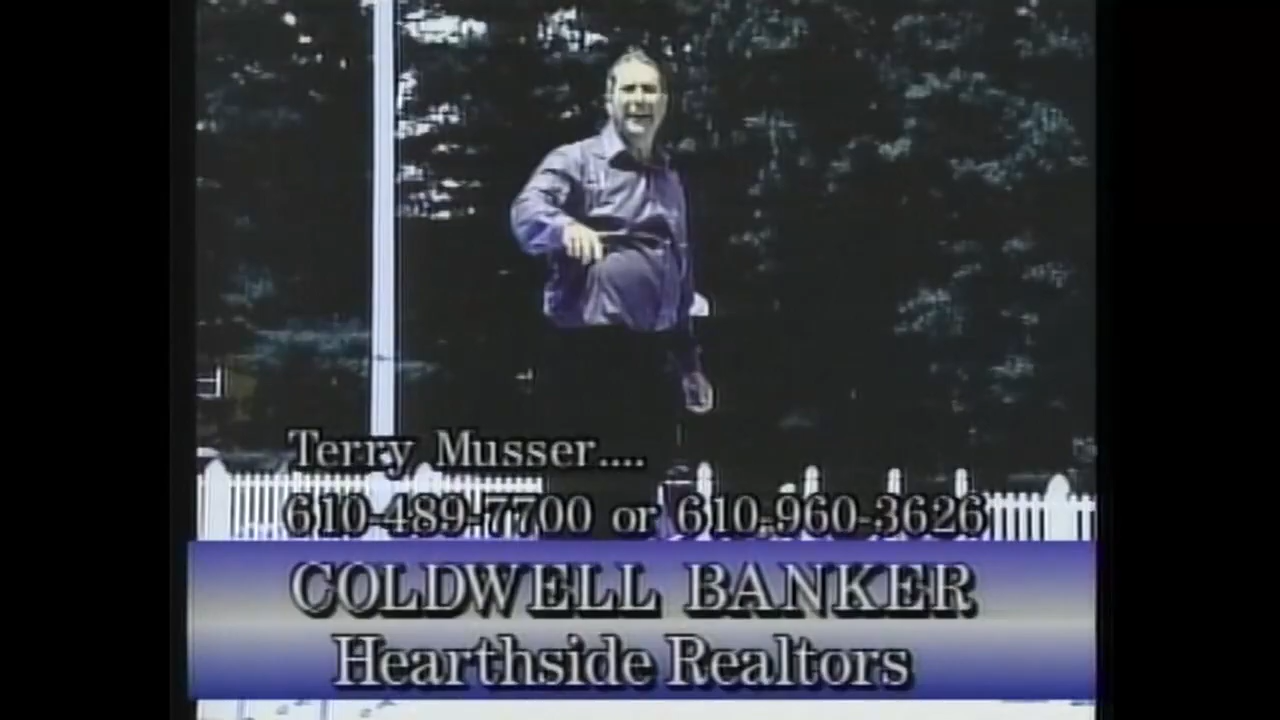 Terry Musser....
610-489-7700 or 610-960-3626
COLDWELL BANKER
Hearthside Realtors